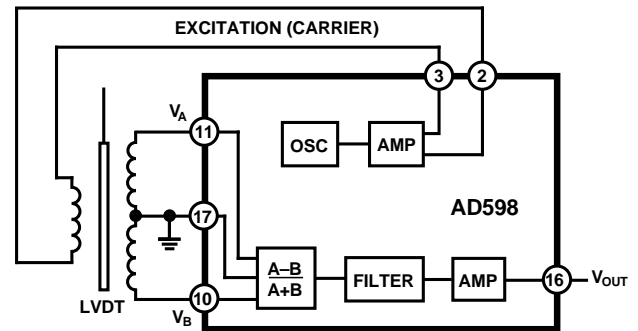 EXCITATION (CARRIER)
3
2
VA
11
OSC
AMP
17
AD598
A–B
A+B
FILTER
AMP
16
VOUT
LVDT
10
VB